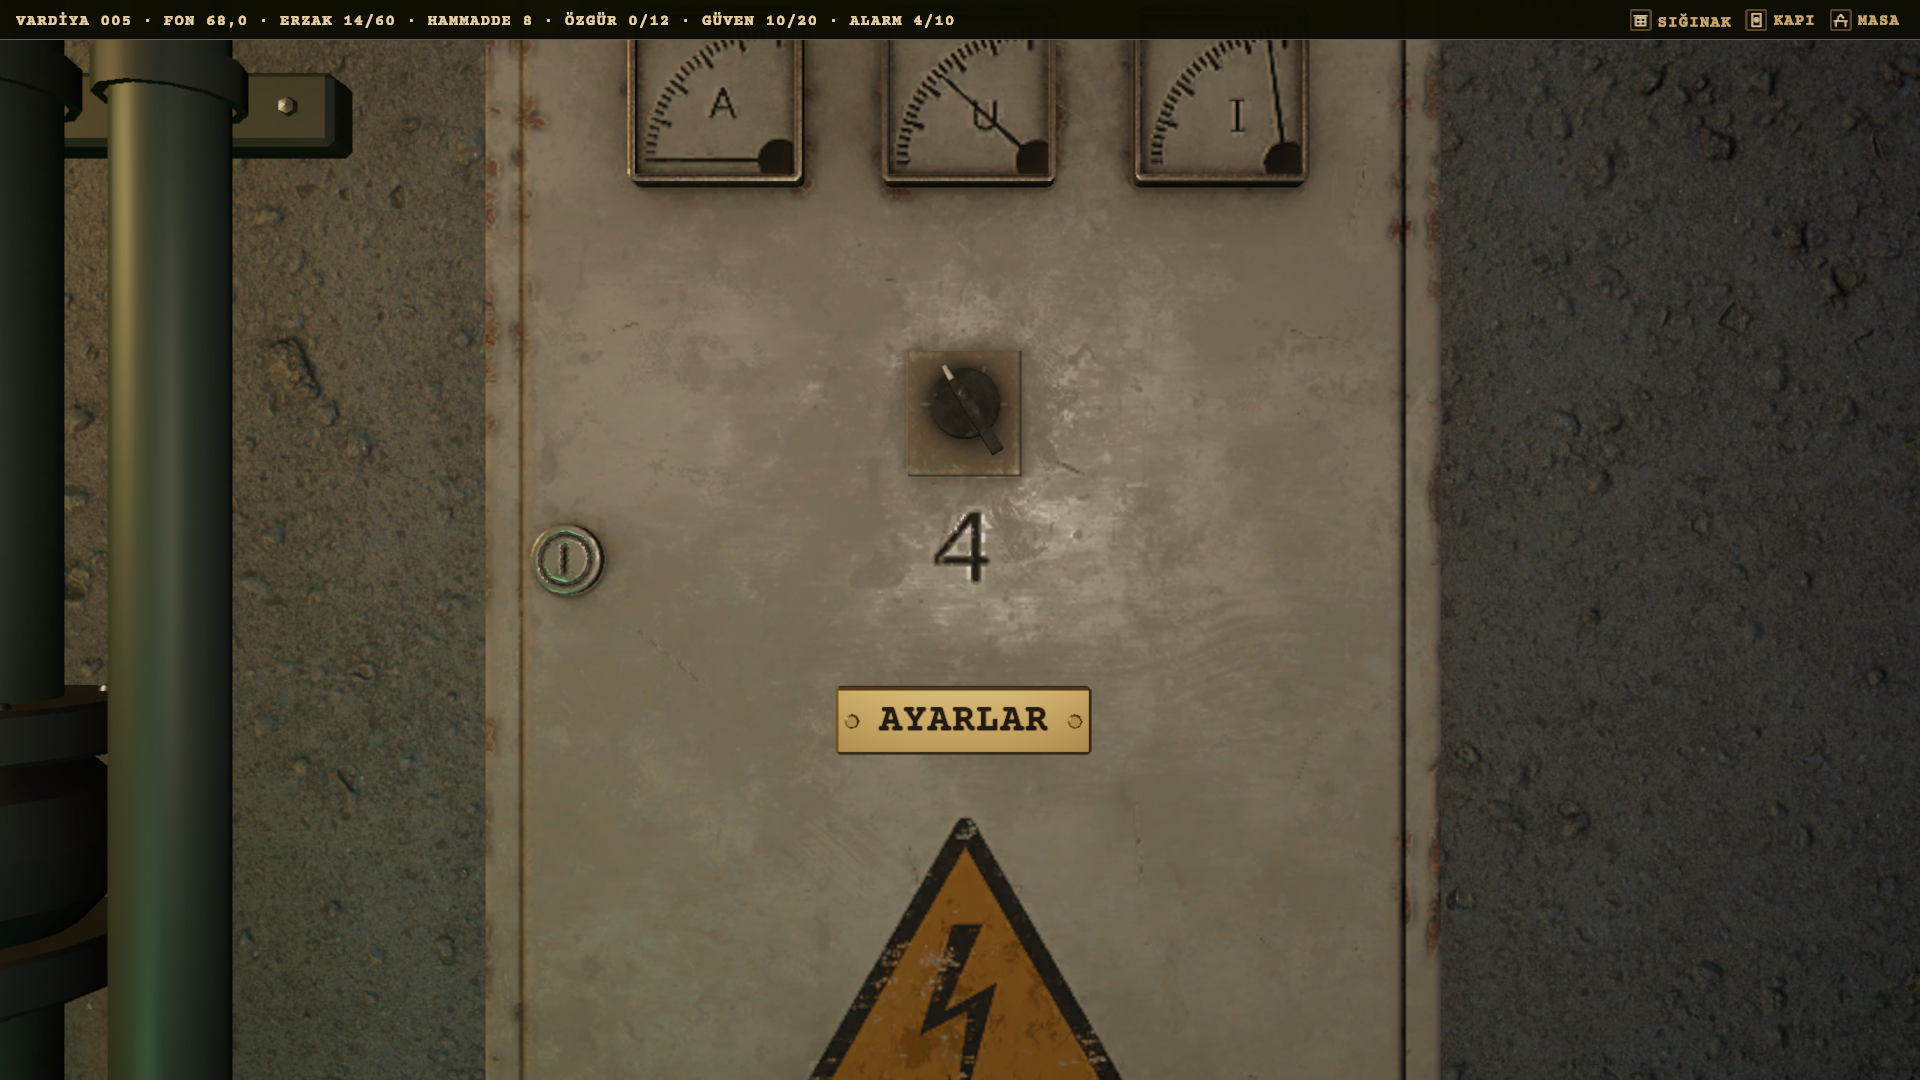 VARDİYA 005 · FON 68,0 · ERZAK 14/60 · HAMMADDE 8 · ÖZGÜR 0/12 · GÜVEN 10/20 · ALARM 4/10
SIĞINAK KAPI MASA
A U I
4
AYARLAR